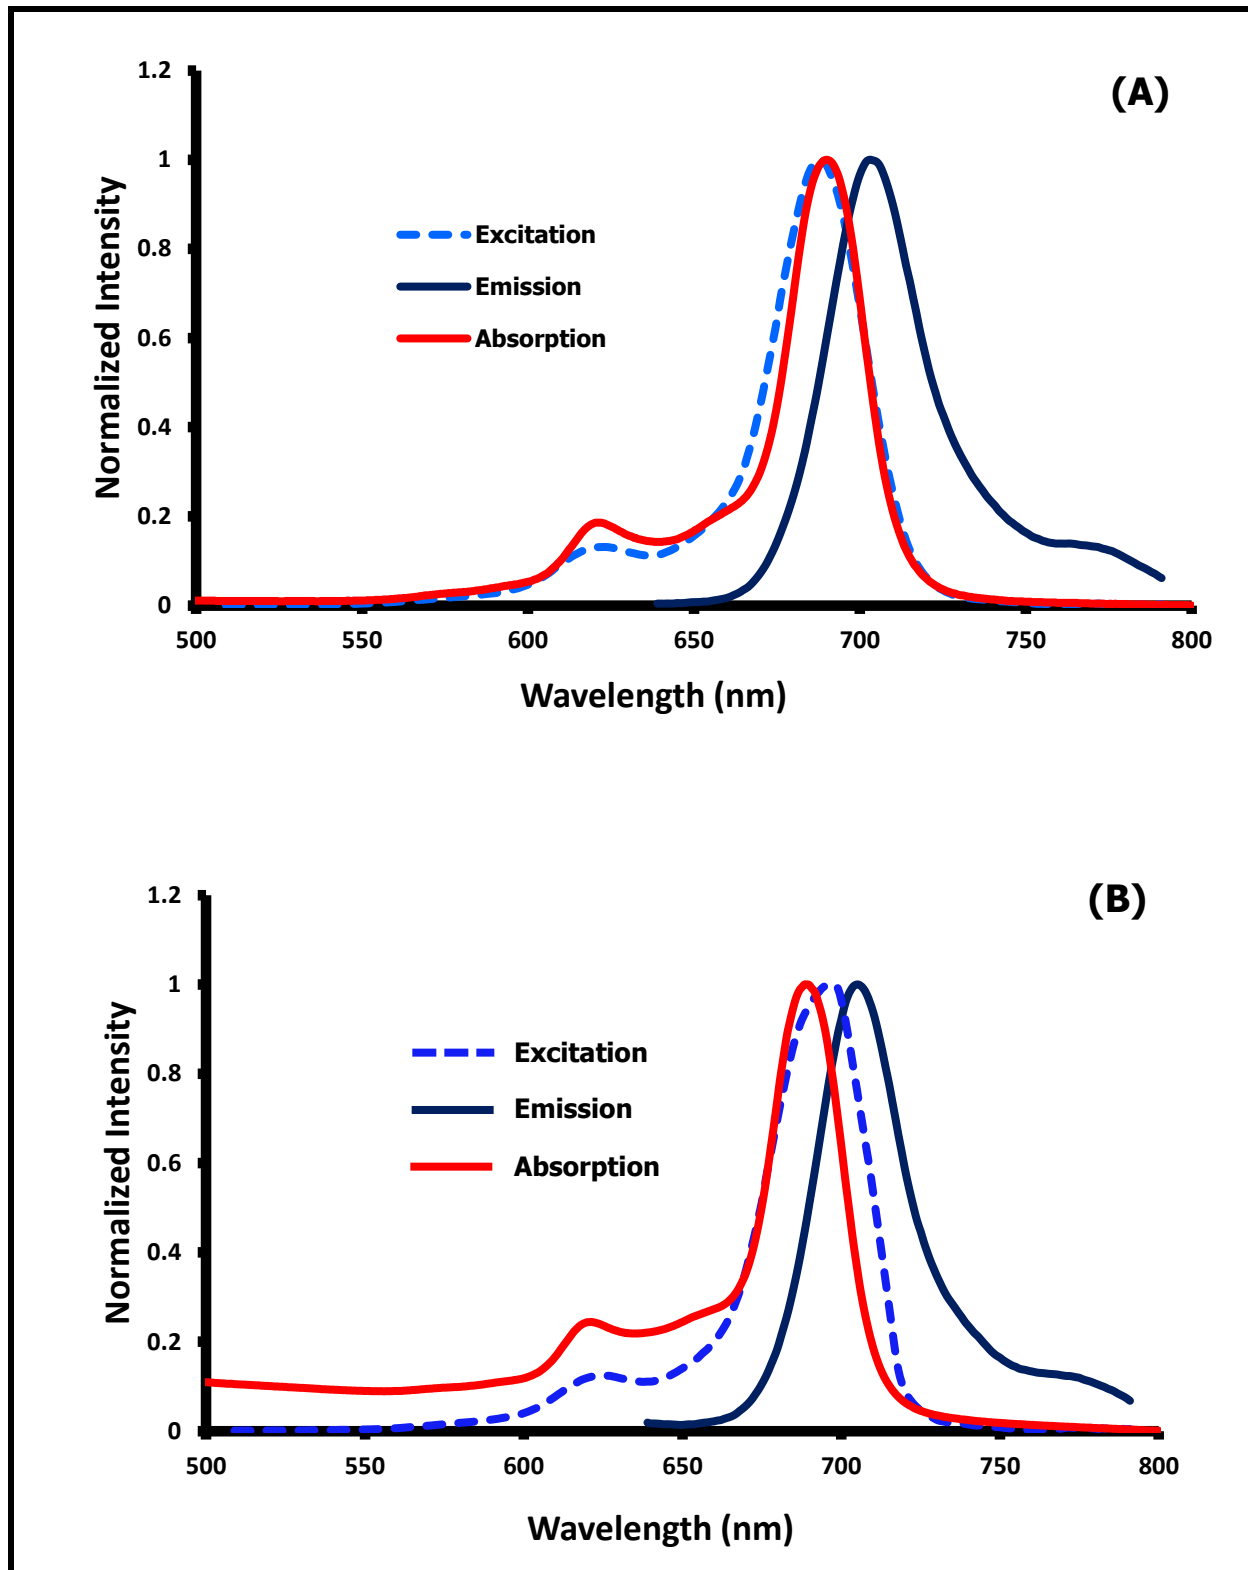 (A)
1.2
1
0.8
0.6
0.4
0.2
0
Normalized Intensity
Excitation
Emission
Absorption
500 550 600 650 700 750 800
Wavelength (nm)
(B)
1.2
1
0.8
0.6
0.4
0.2
0
Normalized Intensity
Excitation
Emission
Absorption
500 550 600 650 700 750 800
Wavelength (nm)